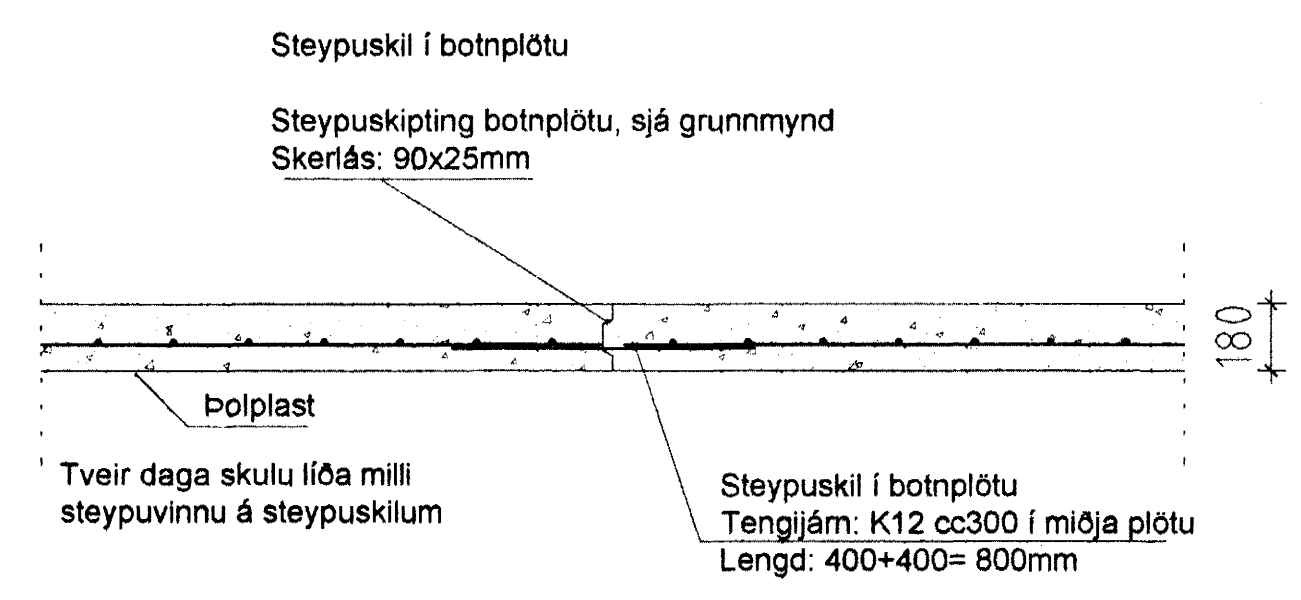 Steypuskil í botnplötu
Steypuskipting botnplötu, sjá grunnmynd
Skerlás: 90x25mm
180
Þolplast
Tveir daga skulu líða milli
steypuvinnu á steypuskilum
Steypuskil í botnplötu
Tengijárn: K12 cc300 í miðja plötu
Lengd: 400+400= 800mm